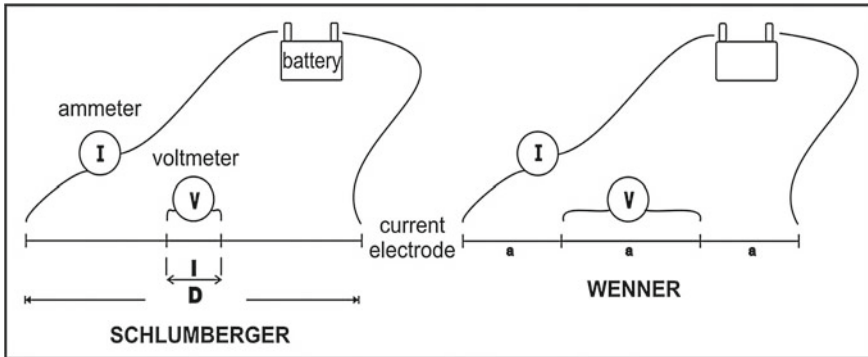 battery
ammeter
I
voltmeter
V
I
D
SCHLUMBERGER
current
electrode
I
V
a a a
WENNER